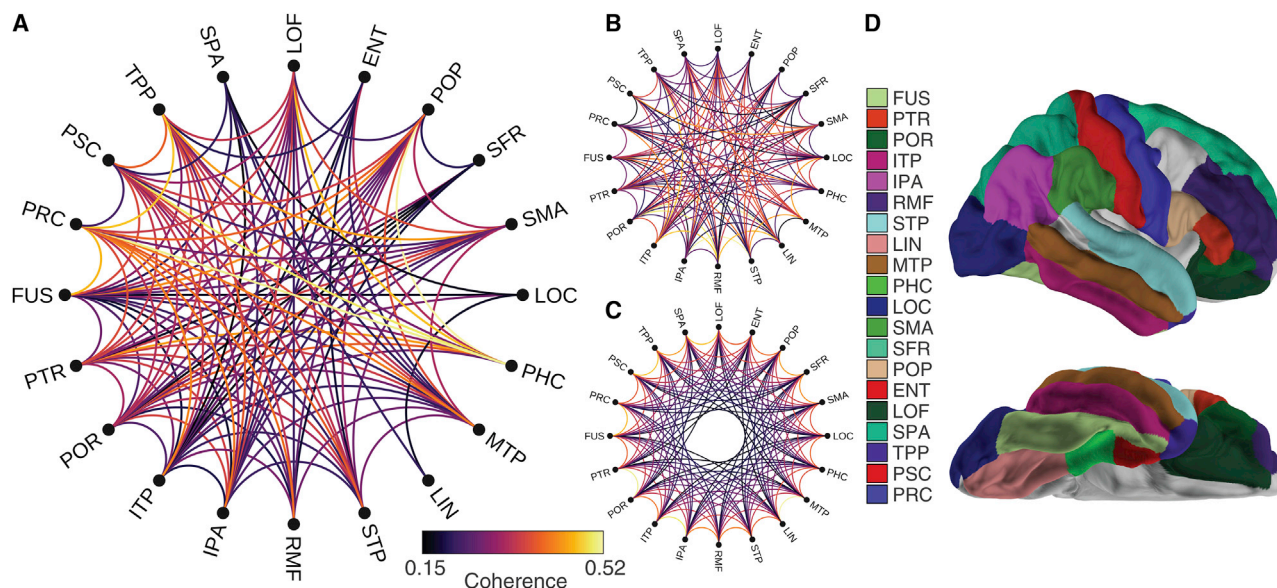 A
LOF
ENT
POP
SFR
SMA
LOC
PHC
MTP
LIN
STP
RMF
IPA
ITP
POR
PTR
FUS
PRC
PSC
TPP
SPA
0.15
0.52
Coherence
B
LOF
ENT
POP
SFR
SMA
LOC
PHC
MTP
LIN
STP
RMF
IPA
ITP
POR
PTR
FUS
PRC
PSC
TPP
SPA
C
LOF
ENT
POP
SFR
SMA
LOC
PHC
MTP
LIN
STP
RMF
IPA
ITP
POR
PTR
FUS
PRC
PSC
TPP
SPA
D
FUS
PTR
POR
ITP
IPA
RMF
STP
LIN
MTP
PHC
LOC
SMA
SFR
POP
ENT
LOF
SPA
TPP
PSC
PRC